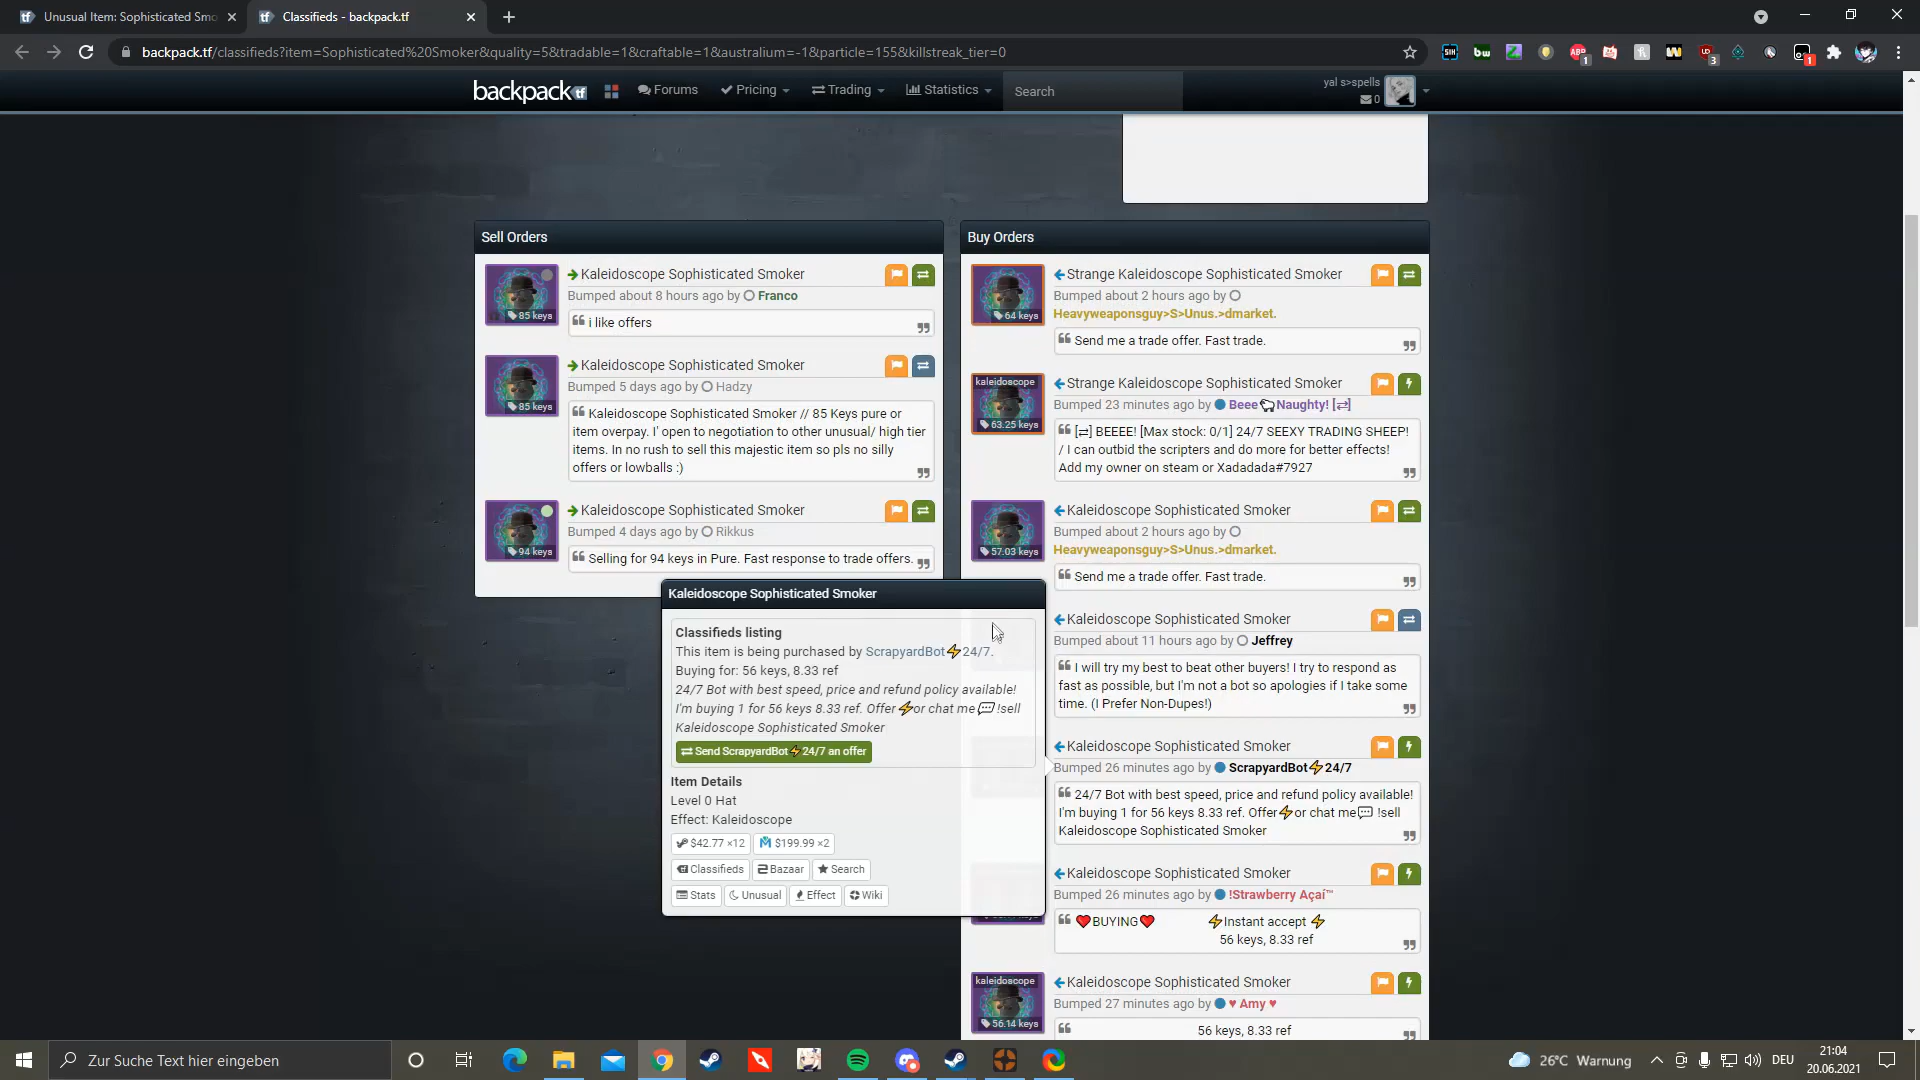 Unusual Item: Sophisticated Smo
Classifieds - backpack.tf
backpack.tf/classifieds?item=Sophisticated%20Smoker&quality=5&tradable=1&craftable=1&australium=-1&particle=155&killstreak_tier=0
backpack.tf
Forums
Pricing
Trading
Statistics
Search
yal s>spells
0
Sell Orders
Kaleidoscope Sophisticated Smoker
Bumped about 8 hours ago by Franco
85 keys
i like offers
Kaleidoscope Sophisticated Smoker
Bumped 5 days ago by Hadzy
85 keys
Kaleidoscope Sophisticated Smoker // 85 Keys pure or
item overpay. I' open to negotiation to other unusual/ high tier
items. In no rush to sell this majestic item so pls no silly
offers or lowballs :)
Kaleidoscope Sophisticated Smoker
Bumped 4 days ago by Rikkus
94 keys
Selling for 94 keys in Pure. Fast response to trade offers.
Kaleidoscope Sophisticated Smoker
Classifieds listing
This item is being purchased by ScrapyardBot⚡24/7.
Buying for: 56 keys, 8.33 ref
24/7 Bot with best speed, price and refund policy available!
I'm buying 1 for 56 keys 8.33 ref. Offer ⚡or chat me 💬 !sell
Kaleidoscope Sophisticated Smoker
Send ScrapyardBot⚡24/7 an offer
Item Details
Level 0 Hat
Effect: Kaleidoscope
$42.77 ×12
$199.99 ×2
Classifieds
Bazaar
Search
Stats
Unusual
Effect
Wiki
Buy Orders
Strange Kaleidoscope Sophisticated Smoker
Bumped about 2 hours ago by
64 keys
Heavyweaponsguy>S>Unus.>dmarket.
Send me a trade offer. Fast trade.
kaleidoscope
Strange Kaleidoscope Sophisticated Smoker
Bumped 23 minutes ago by Beee🐑Naughty! [⇄]
63.25 keys
[⇄] BEEEE! [Max stock: 0/1] 24/7 SEEXY TRADING SHEEP!
/ I can outbid the scripters and do more for better effects!
Add my owner on steam or Xadadada#7927
Kaleidoscope Sophisticated Smoker
Bumped about 2 hours ago by
57.03 keys
Heavyweaponsguy>S>Unus.>dmarket.
Send me a trade offer. Fast trade.
Kaleidoscope Sophisticated Smoker
Bumped about 11 hours ago by Jeffrey
I will try my best to beat other buyers! I try to respond as
fast as possible, but I'm not a bot so apologies if I take some
time. (I Prefer Non-Dupes!)
Kaleidoscope Sophisticated Smoker
Bumped 26 minutes ago by ScrapyardBot⚡24/7
24/7 Bot with best speed, price and refund policy available!
I'm buying 1 for 56 keys 8.33 ref. Offer⚡or chat me💬 !sell
Kaleidoscope Sophisticated Smoker
Kaleidoscope Sophisticated Smoker
Bumped 26 minutes ago by !Strawberry Açaí™
❤BUYING❤ ⚡Instant accept ⚡
56 keys, 8.33 ref
kaleidoscope
Kaleidoscope Sophisticated Smoker
Bumped 27 minutes ago by ♥ Amy ♥
56.14 keys
56 keys, 8.33 ref
Zur Suche Text hier eingeben
26°C Warnung
DEU
21:04
20.06.2021